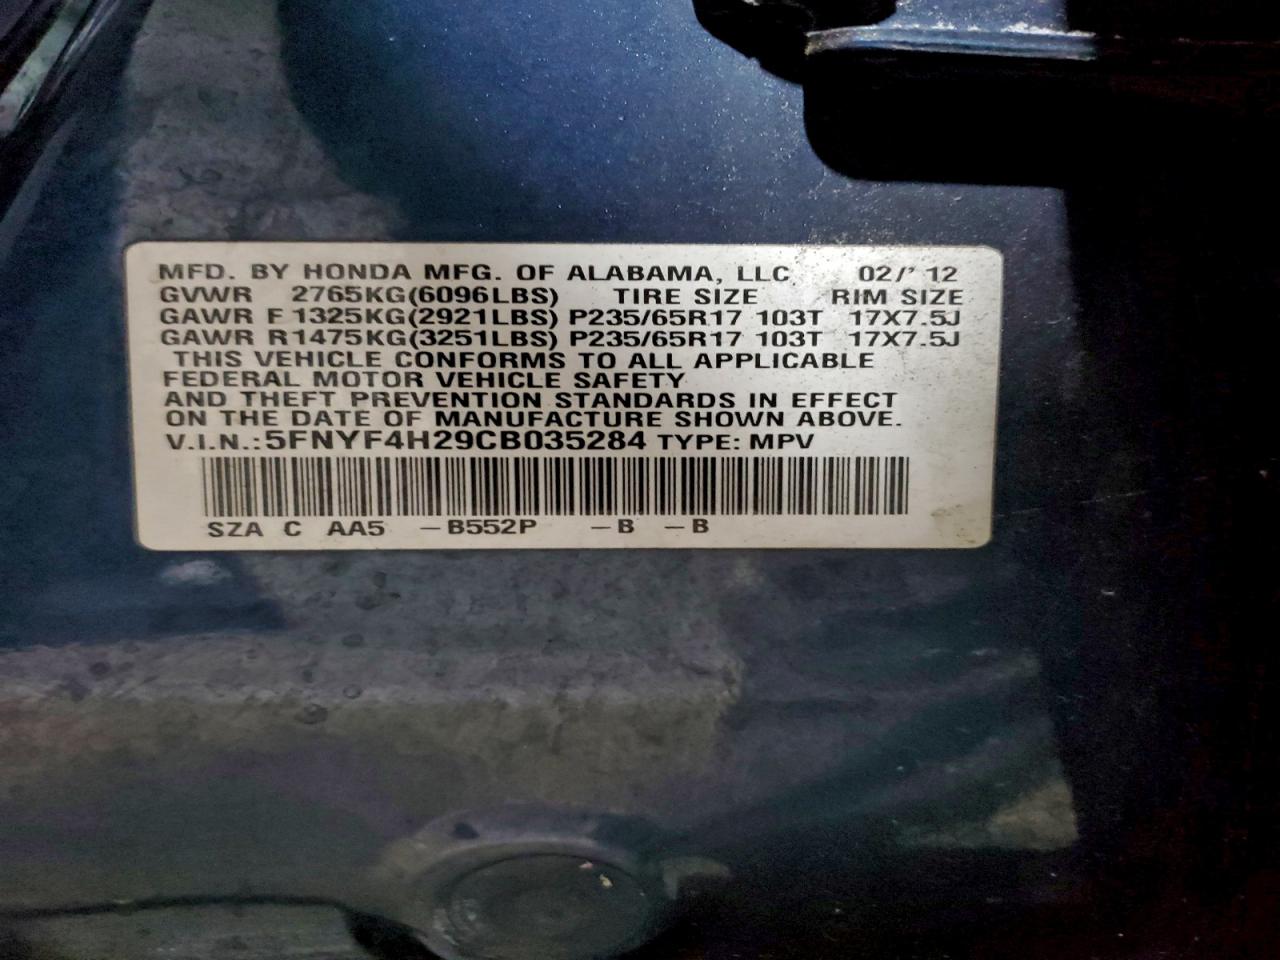 MFD. BY HONDA MFG. OF ALABAMA, LLC 02/' 12
GVWR 2765KG(6096LBS) TIRE SIZE RIM SIZE
GAWR F 1325KG(2921LBS) P235/65R17 103T 17X7.5J
GAWR R1475KG(3251LBS) P235/65R17 103T 17X7.5J
THIS VEHICLE CONFORMS TO ALL APPLICABLE
FEDERAL MOTOR VEHICLE SAFETY
AND THEFT PREVENTION STANDARDS IN EFFECT
ON THE DATE OF MANUFACTURE SHOWN ABOVE.
V.I.N.:5FNYF4H29CB035284 TYPE: MPV
SZA C AA5 -B552P -B -B